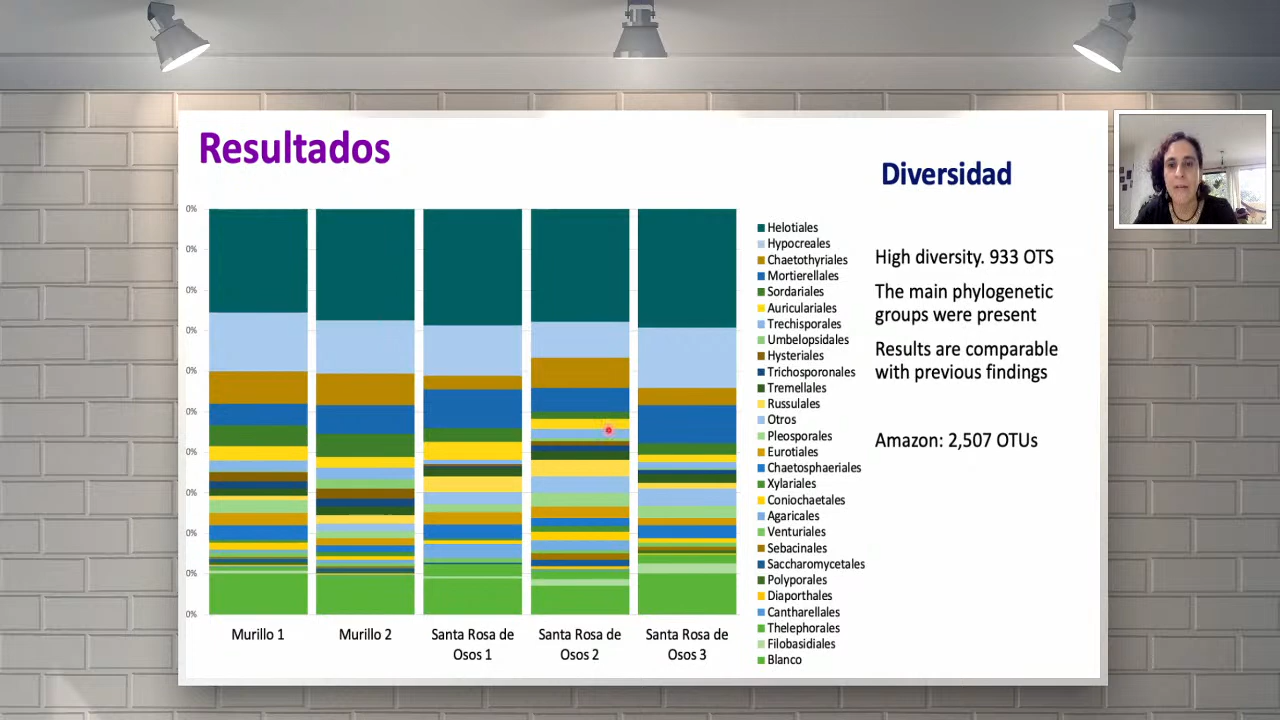 Resultados
Diversidad
0%
0%
0%
0%
0%
0%
0%
0%
0%
0%
0%
Murillo 1
Murillo 2
Santa Rosa de
Osos 1
Santa Rosa de
Osos 2
Santa Rosa de
Osos 3
Helotiales
Hypocreales
Chaetothyriales
Mortierellales
Sordariales
Auriculariales
Trechisporales
Umbelopsidales
Hysteriales
Trichosporonales
Tremellales
Russulales
Otros
Pleosporales
Eurotiales
Chaetosphaeriales
Xylariales
Coniochaetales
Agaricales
Venturiales
Sebacinales
Saccharomycetales
Polyporales
Diaporthales
Cantharellales
Thelephorales
Filobasidiales
Blanco
High diversity. 933 OTS
The main phylogenetic
groups were present
Results are comparable
with previous findings
Amazon: 2,507 OTUs